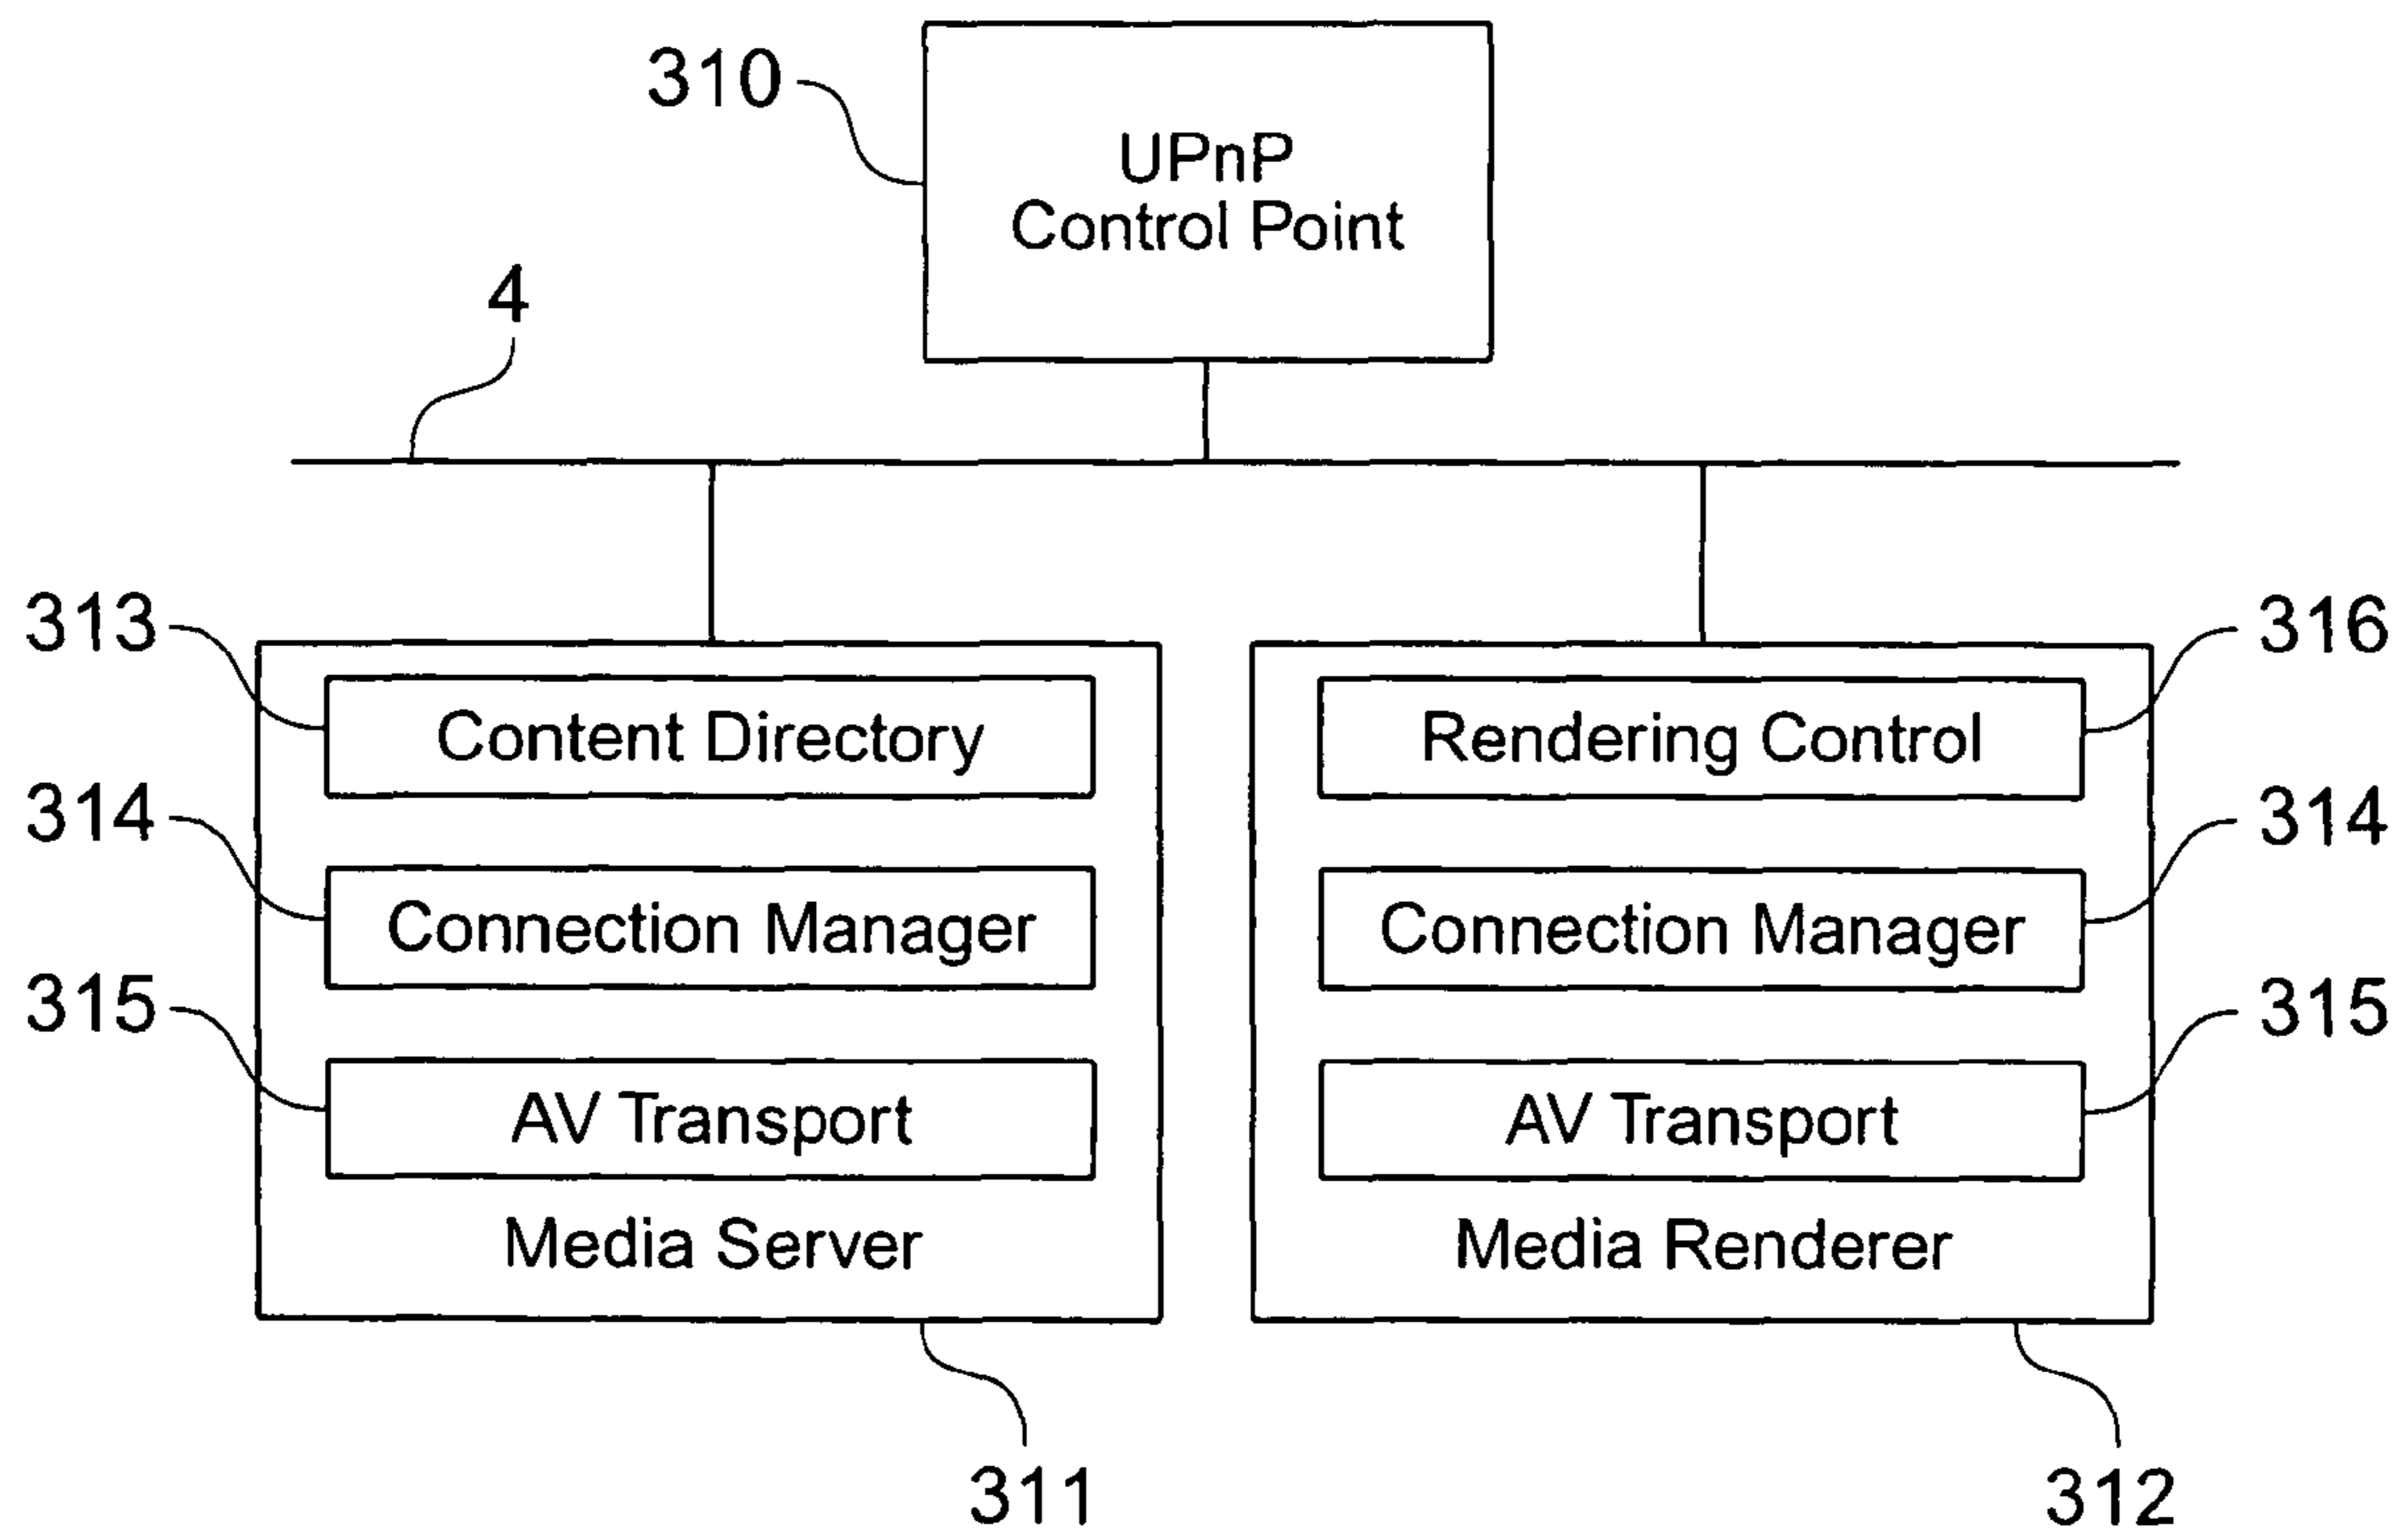 310
UPnP
Control Point
4
313
Content Directory
314
Connection Manager
315
AV Transport
Media Server
311
316
Rendering Control
314
Connection Manager
315
AV Transport
Media Renderer
312